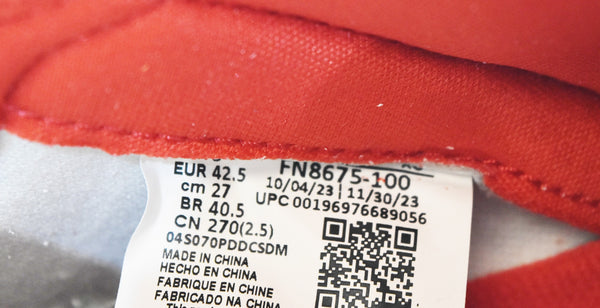 EUR 42.5
cm 27
BR 40.5
CN 270(2.5)
04S070PDDCSDM
MADE IN CHINA
HECHO EN CHINA
FABRIQUE EN CHINE
FABRICADO NA CHINA
FN8675-100
10/04/23 | 11/30/23
UPC 00196976689056